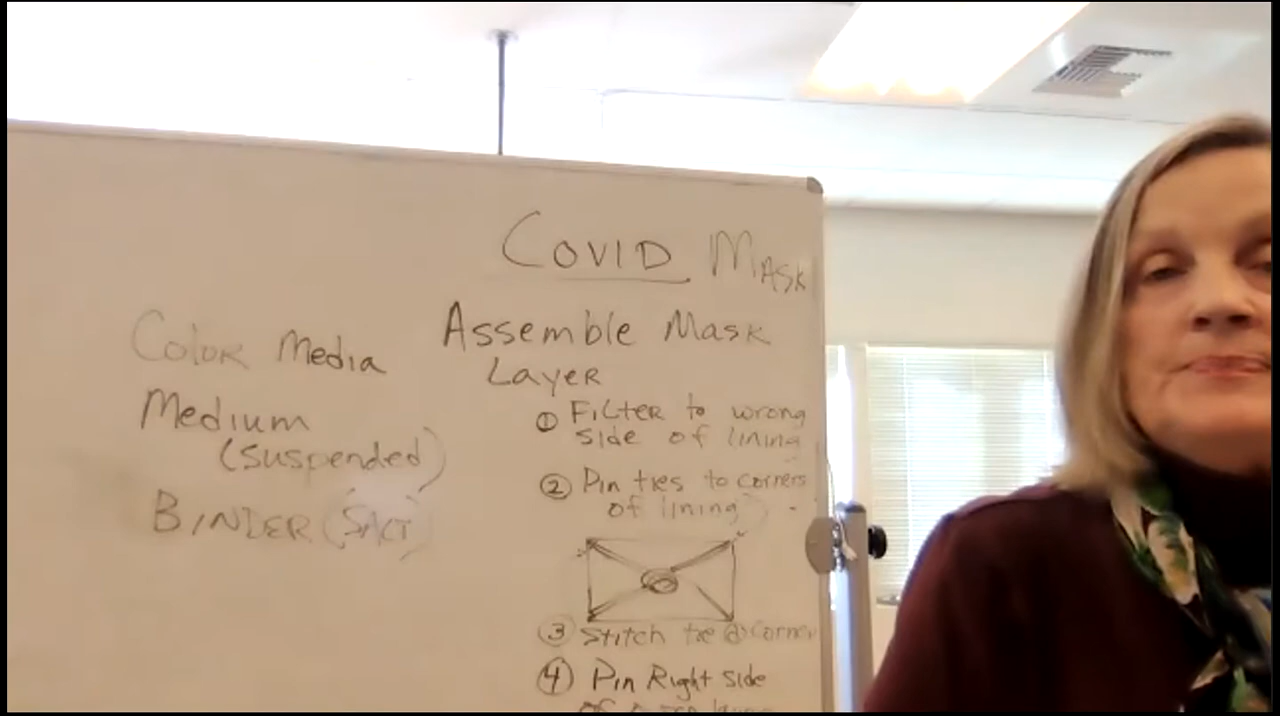 COVID MASK
Assemble Mask
Layer
① Filter to wrong
side of lining
② Pin ties to corners
of lining
③ Stitch tie @ corner
④ Pin Right side
Color Media
Medium
(suspended)
BINDER